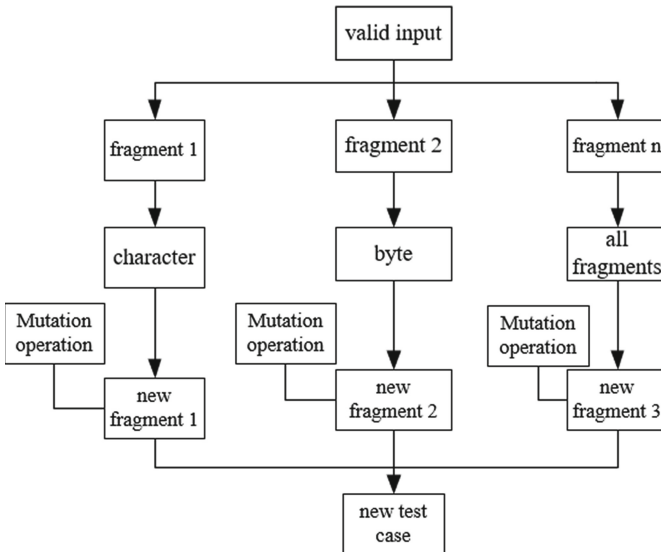 valid input
fragment 1
fragment 2
fragment n
character
byte
all
fragments
Mutation
operation
Mutation
operation
Mutation
operation
new
fragment 1
new
fragment 2
new
fragment 3
new test
case